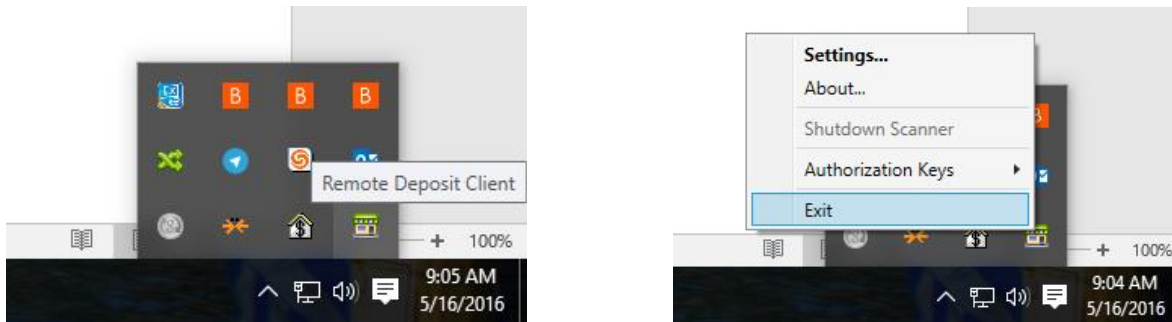 B B B
Remote Deposit Client
100%
9:05 AM
5/16/2016
Settings...
About...
Shutdown Scanner
Authorization Keys
Exit
100%
9:04 AM
5/16/2016